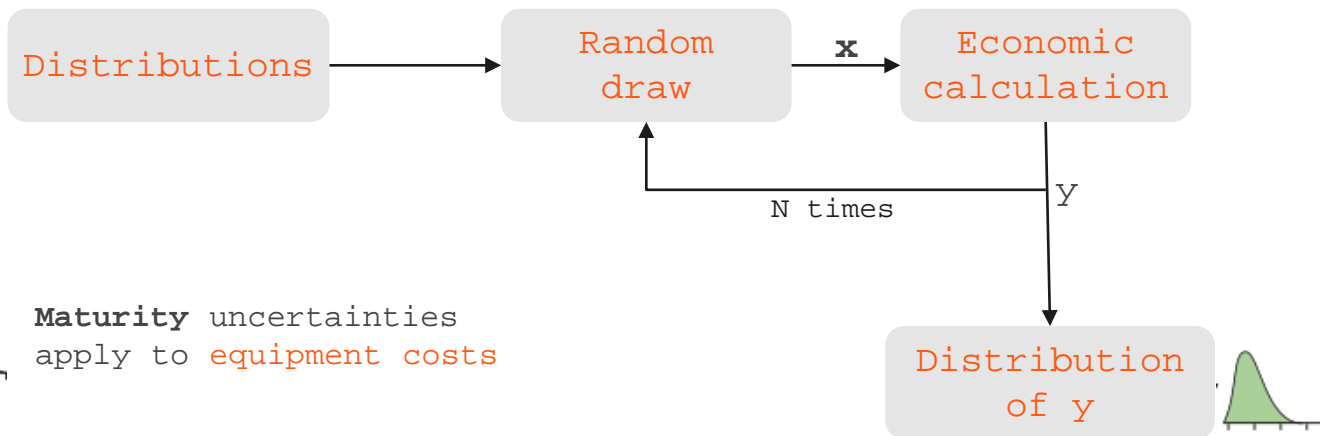 Distributions
Random
draw
x
Economic
calculation
y
N times
Maturity uncertainties
apply to equipment costs
Distribution
of y